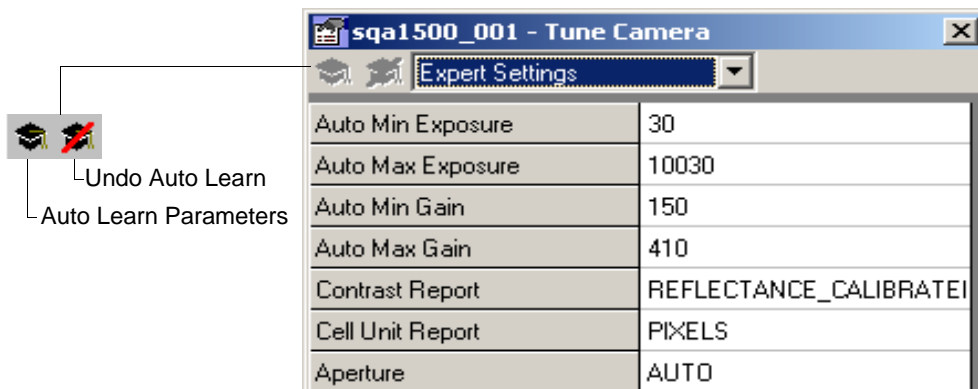 sqa1500_001 - Tune Camera
Expert Settings
Undo Auto Learn
Auto Learn Parameters
Auto Min Exposure 30
Auto Max Exposure 10030
Auto Min Gain 150
Auto Max Gain 410
Contrast Report REFLECTANCE_CALIBRATE
Cell Unit Report PIXELS
Aperture AUTO